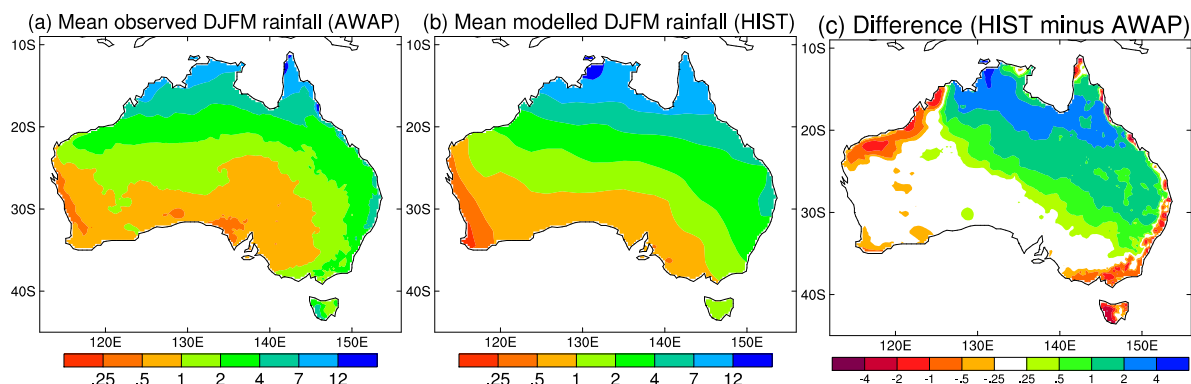 (a) Mean observed DJFM rainfall (AWAP)
10S
20S
30S
40S
120E 130E 140E 150E
.25 .5 1 2 4 7 12
(b) Mean modelled DJFM rainfall (HIST)
10S
20S
30S
40S
120E 130E 140E 150E
.25 .5 1 2 4 7 12
(c) Difference (HIST minus AWAP)
10S
20S
30S
40S
120E 130E 140E 150E
-4 -2 -1 -.5 -.25 .25 .5 1 2 4